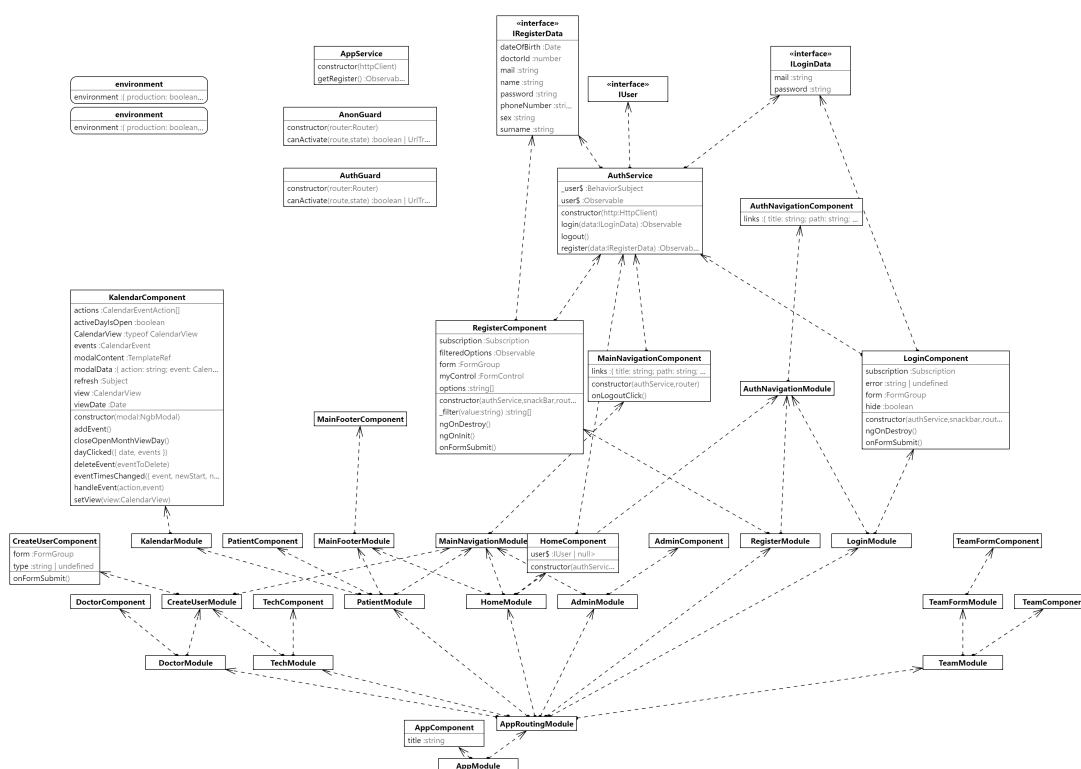 «interface»
IRegisterData
dateOfBirth :Date
doctorId :number
mail :string
name :string
password :string
phoneNumber :stri...
sex :string
surname :string
AppService
constructor(httpClient)
getRegister() :Observab...
«interface»
ILoginData
mail :string
password :string
environment
environment :{ production: boolean...
environment
environment :{ production: boolean...
«interface»
IUser
AnonGuard
constructor(router:Router)
canActivate(route,state) :boolean | UrlTr...
AuthGuard
constructor(router:Router)
canActivate(route,state) :boolean | UrlTr...
AuthService
_user$ :BehaviorSubject
user$ :Observable
constructor(http:HttpClient)
login(data:ILoginData) :Observable
logout()
register(data:IRegisterData) :Observab...
AuthNavigationComponent
links :{ title: string; path: string; ...
KalendarComponent
actions :CalendarEventAction[]
activeDayIsOpen :boolean
CalendarView :typeof CalendarView
events :CalendarEvent
modalContent :TemplateRef
modalData :{ action: string; event: Calen...
refresh :Subject
view :CalendarView
viewDate :Date
constructor(modal:NgbModal)
addEvent()
closeOpenMonthViewDay()
dayClicked({ date, events })
deleteEvent(eventToDelete)
eventTimesChanged({ event, newStart, n...
handleEvent(action,event)
setView(view:CalendarView)
RegisterComponent
subscription :Subscription
filteredOptions :Observable
form :FormGroup
myControl :FormControl
options :string[]
constructor(authService,snackBar,rout...
_filter(value:string) :string[]
ngOnDestroy()
ngOnInit()
onFormSubmit()
MainNavigationComponent
links :{ title: string; path: string; ...
constructor(authService,router)
onLogoutClick()
LoginComponent
subscription :Subscription
error :string | undefined
form :FormGroup
hide :boolean
constructor(authService,snackbar,rout...
ngOnDestroy()
onFormSubmit()
AuthNavigationModule
MainFooterComponent
CreateUserComponent
form :FormGroup
type :string | undefined
onFormSubmit()
KalendarModule
PatientComponent
MainFooterModule
MainNavigationModule
HomeComponent
user$ :IUser | null>
constructor(authServic...
AdminComponent
RegisterModule
LoginModule
TeamFormComponent
DoctorComponent
CreateUserModule
TechComponent
PatientModule
HomeModule
AdminModule
TeamFormModule
TeamComponent
DoctorModule
TechModule
TeamModule
AppComponent
title :string
AppRoutingModule
AppModule